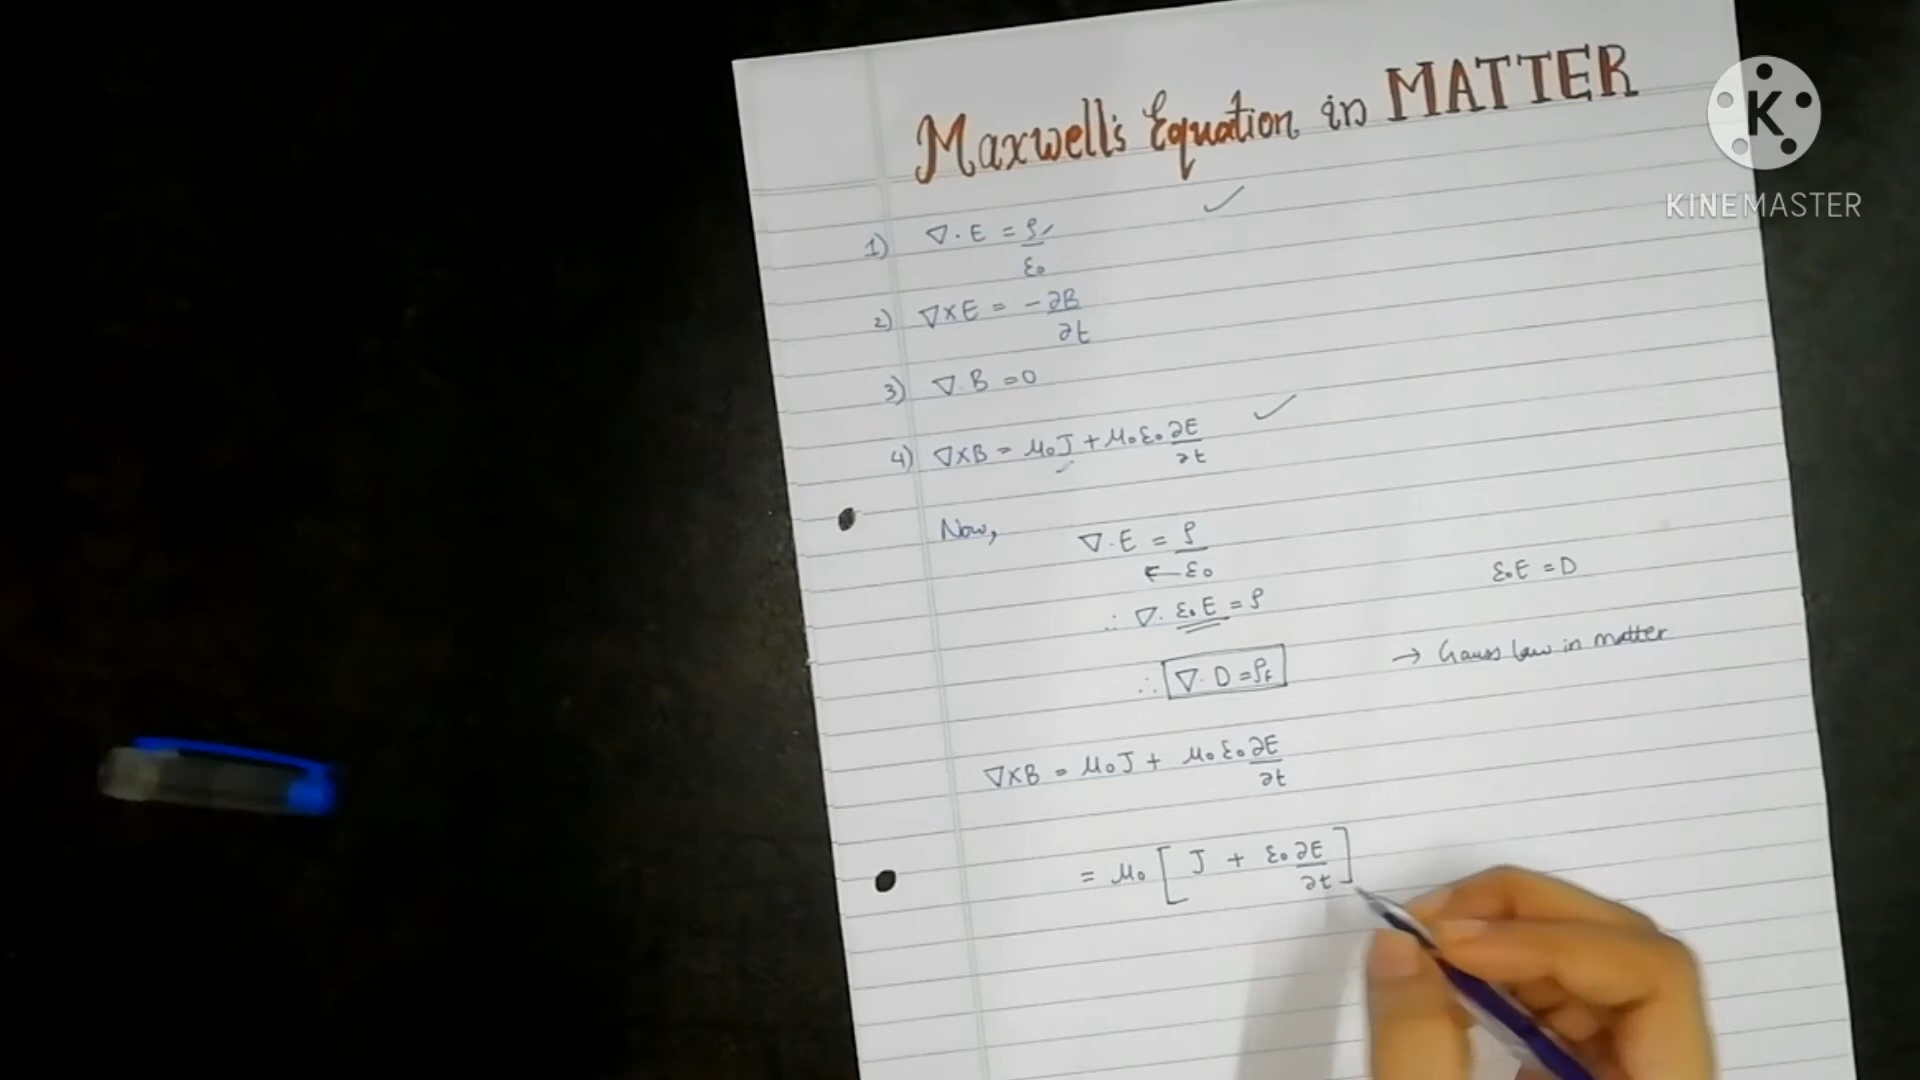 Maxwell's Equation in MATTER
K
KINEMASTER
1) ∇·E = ρ/ε₀
2) ∇×E = -∂B/∂t
3) ∇·B = 0
4) ∇×B = μ₀J + μ₀ε₀ ∂E/∂t
Now, ∇·E = ρ/ε₀
ε₀E = D
∴ ∇·ε₀E = ρ
∴ ∇·D = ρf → Gauss law in matter
∇×B = μ₀J + μ₀ε₀ ∂E/∂t
= μ₀ [ J + ε₀ ∂E/∂t ]